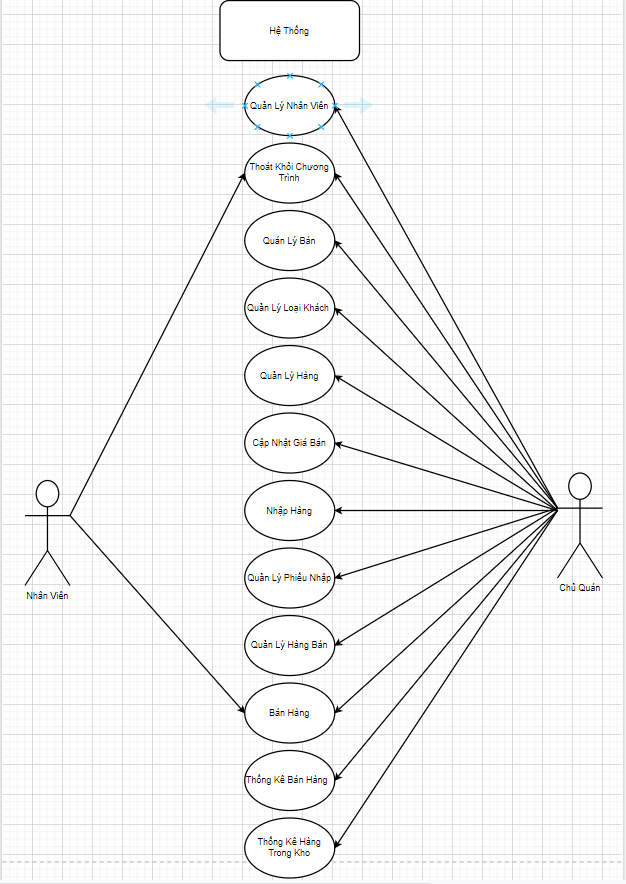 Hệ Thống
Quản Lý Nhân Viên
Thoát Khỏi Chương
Trình
Quản Lý Bán
Quản Lý Loại Khách
Quản Lý Hàng
Cập Nhật Giá Bán
Nhập Hàng
Nhân Viên
Chủ Quán
Quản Lý Phiếu Nhập
Quản Lý Hàng Bán
Bán Hàng
Thống Kê Bán Hàng
Thống Kê Hàng
Trong Kho